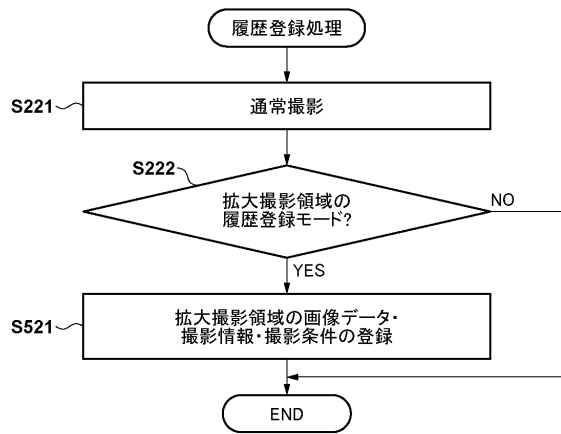 履歴登録処理
S221
通常撮影
S222
拡大撮影領域の
履歴登録モード?
NO
YES
S521
拡大撮影領域の画像データ・
撮影情報・撮影条件の登録
END